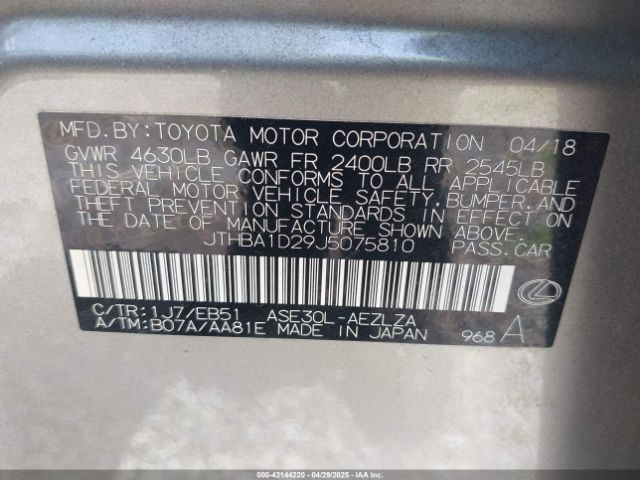 MFD. BY: TOYOTA MOTOR CORPORATION 04/18
GVWR 4630LB GAWR FR 2400LB RR 2545LB
THIS VEHICLE CONFORMS TO ALL APPLICABLE
FEDERAL MOTOR VEHICLE SAFETY, BUMPER, AND
THEFT PREVENTION STANDARDS IN EFFECT ON
THE DATE OF MANUFACTURE SHOWN ABOVE.
JTHBA1D29J5075810 PASS. CAR
C/TR: 1J7/EB51 ASE30L-AEZLZA
A/TM: B07A/AA81E MADE IN JAPAN 968 A
000-42144220 - 04/29/2025 - IAAI.COM